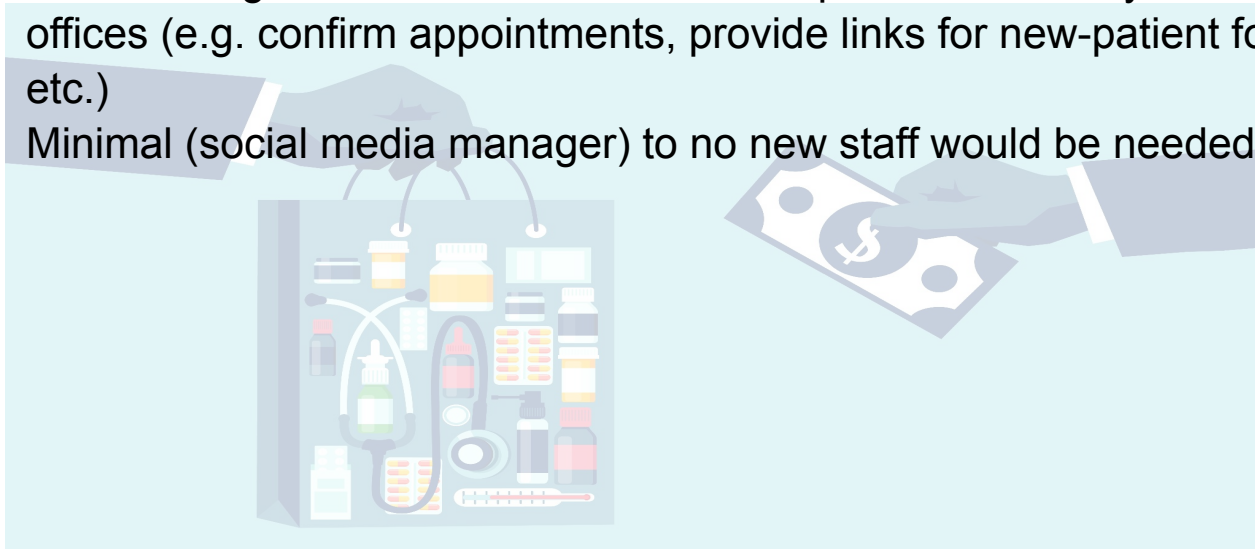 offices (e.g. confirm appointments, provide links for new-patient
etc.)
Minimal (social media manager) to no new staff would be needed
$